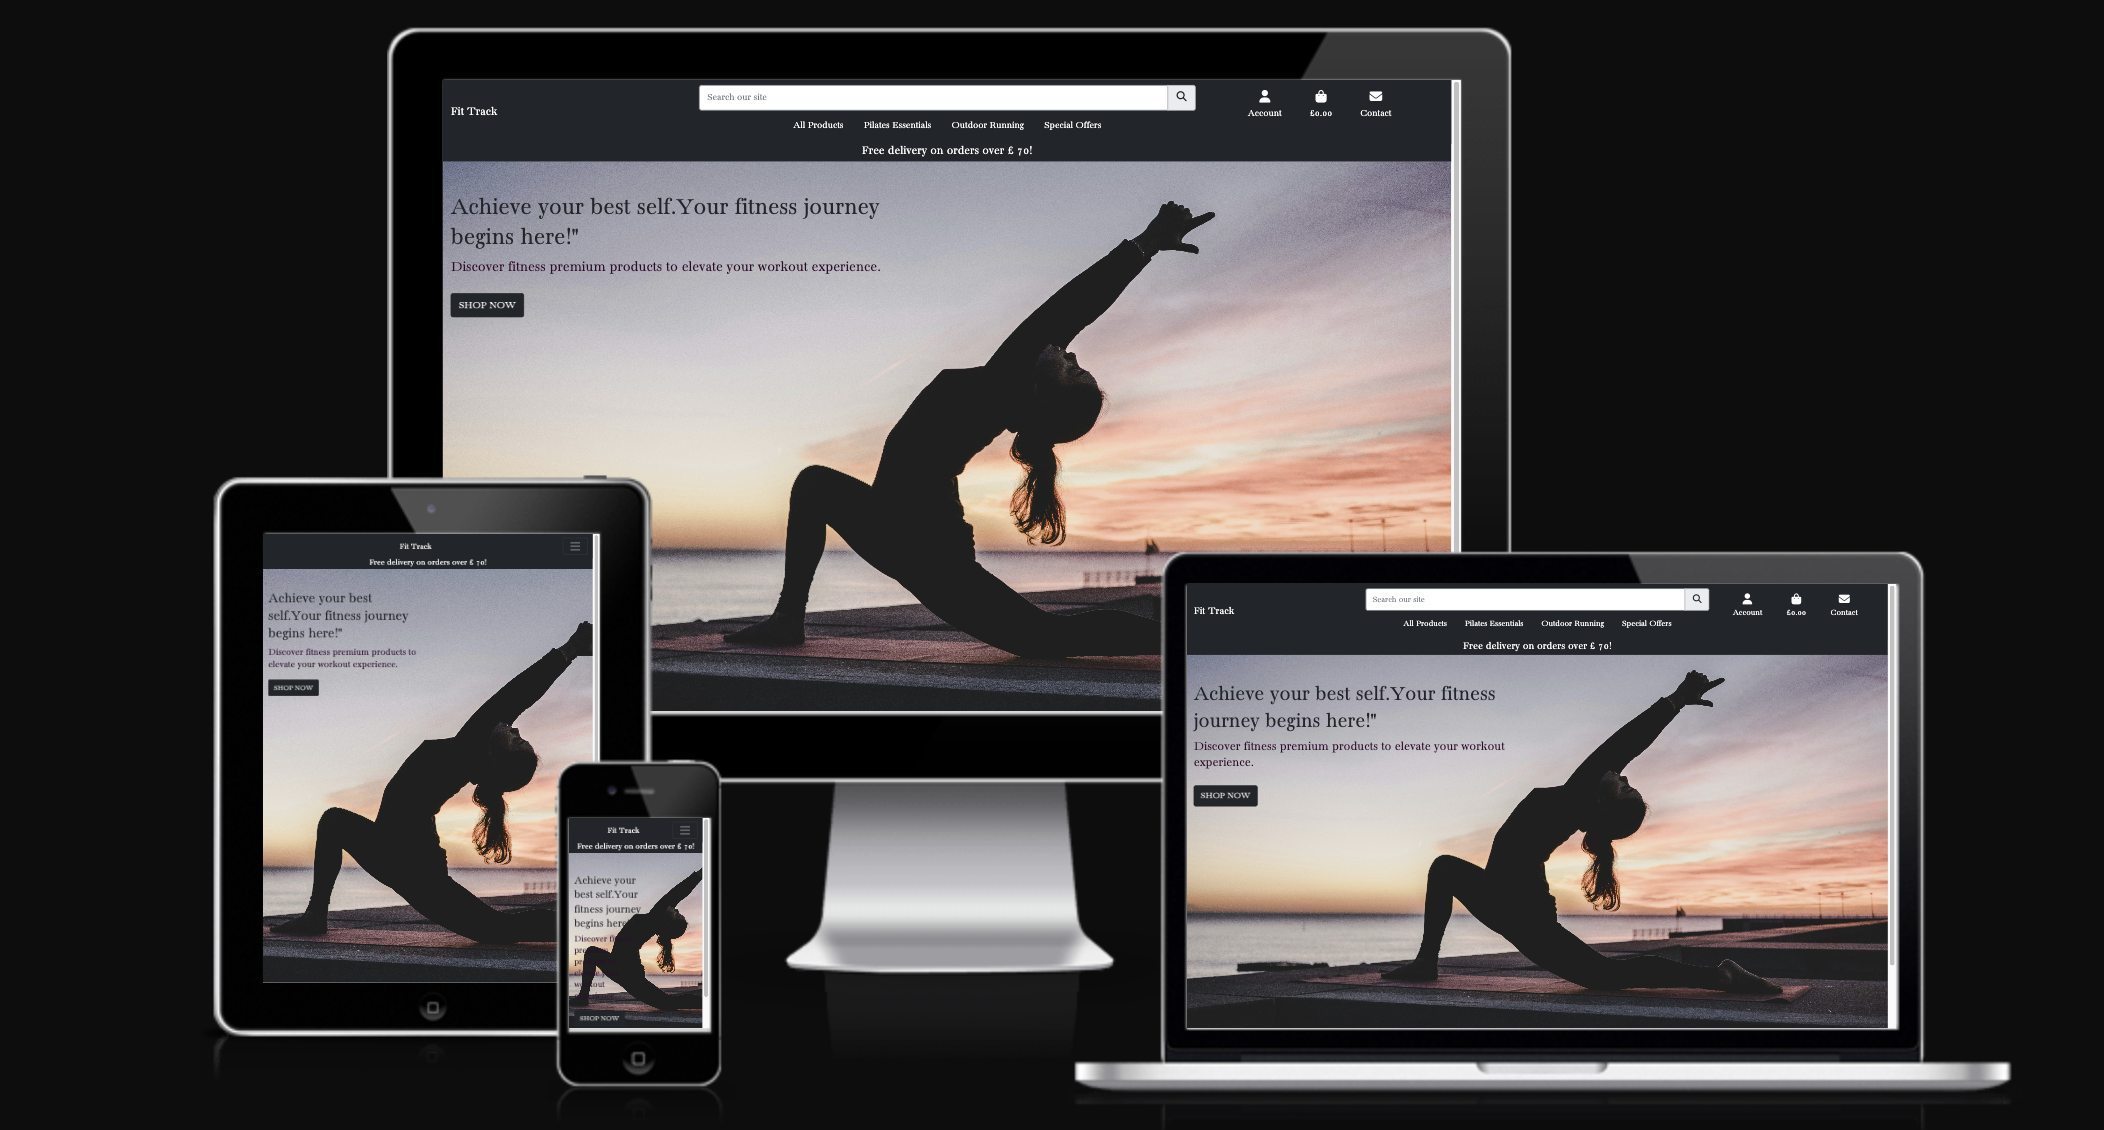 Fit Track
Search our site
Account
£0.00
Contact
All Products Pilates Essentials Outdoor Running Special Offers
Free delivery on orders over £ 70!
Achieve your best self.Your fitness journey
begins here!"
Discover fitness premium products to elevate your workout experience.
SHOP NOW
Fit Track
Free delivery on orders over £ 70!
Achieve your best
self.Your fitness journey
begins here!"
Discover fitness premium products to
elevate your workout experience.
SHOP NOW
Fit Track
Free delivery on orders over £ 70!
Achieve your
best self.Your
fitness journey
begins here
Discover
SHOP NOW
Fit Track
Search our site
Account
£0.00
Contact
All Products Pilates Essentials Outdoor Running Special Offers
Free delivery on orders over £ 70!
Achieve your best self.Your fitness
journey begins here!"
Discover fitness premium products to elevate your workout
experience.
SHOP NOW